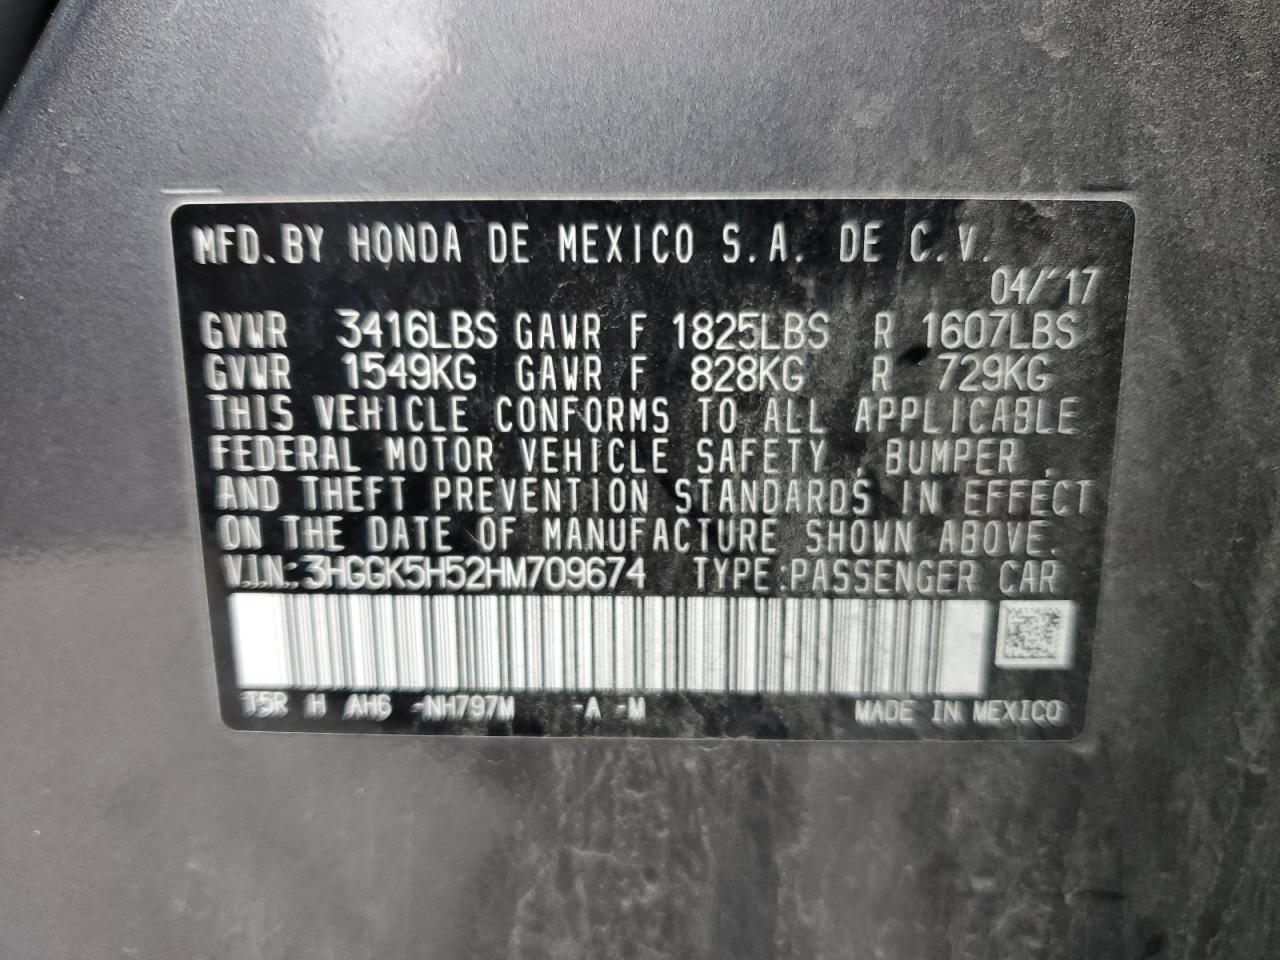 MFD. BY HONDA DE MEXICO S.A. DE C.V.
04/'17
GVWR 3416LBS GAWR F 1825LBS R 1607LBS
GVWR 1549KG GAWR F 828KG R 729KG
THIS VEHICLE CONFORMS TO ALL APPLICABLE
FEDERAL MOTOR VEHICLE SAFETY , BUMPER ,
AND THEFT PREVENTION STANDARDS IN EFFECT
ON THE DATE OF MANUFACTURE SHOWN ABOVE.
V.I.N.: 3HGGK5H52HM709674 TYPE:PASSENGER CAR
T5R H AH6 -NH797M -A -M MADE IN MEXICO